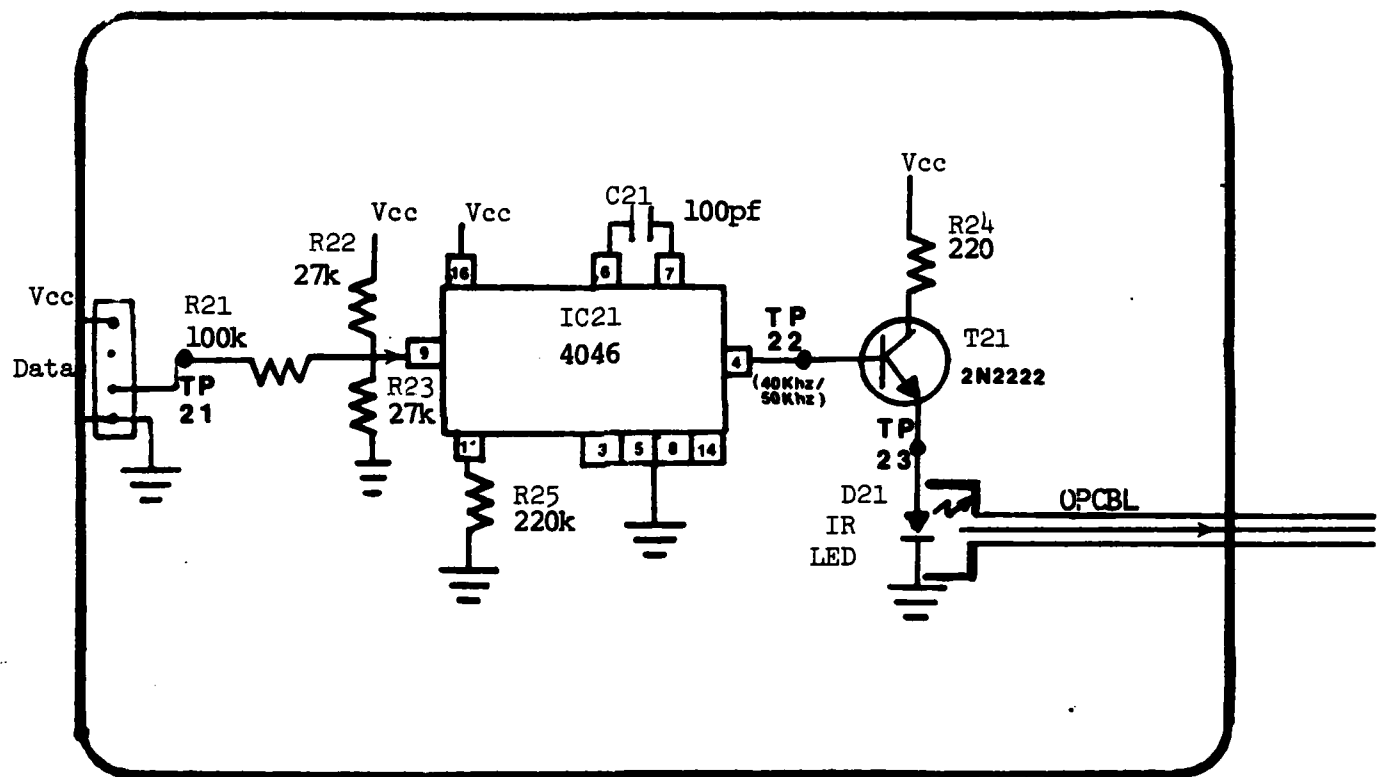 Vcc
Data
R21
100k
TP
21
Vcc
R22
27k
R23
27k
Vcc
16
C21
100pf
6
7
IC21
4046
9
4
3
5
8
14
R25
220k
TP
22
(40Khz/
50Khz)
Vcc
R24
220
T21
2N2222
TP
23
D21
IR
LED
OPCBL